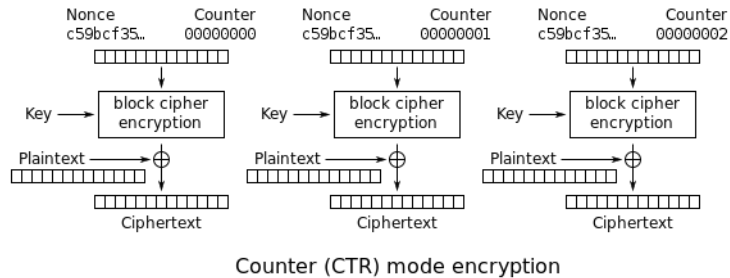 Nonce Counter Nonce Counter Nonce Counter
c59bcf35… 00000000 c59bcf35… 00000001 c59bcf35… 00000002
Key block cipher encryption Key block cipher encryption Key block cipher encryption
Plaintext Plaintext Plaintext
Ciphertext Ciphertext Ciphertext
Counter (CTR) mode encryption